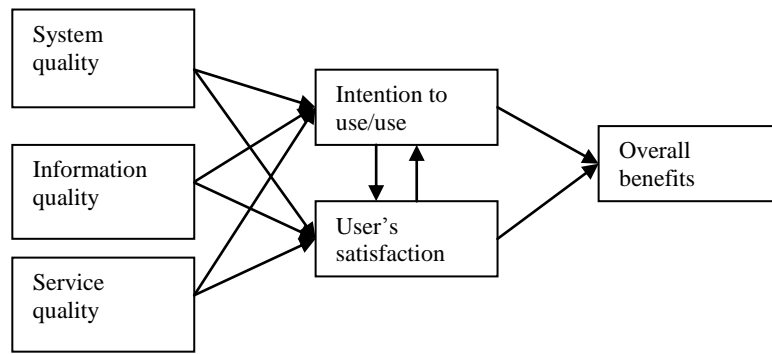 System
quality
Information
quality
Service
quality
Intention to
use/use
User’s
satisfaction
Overall
benefits